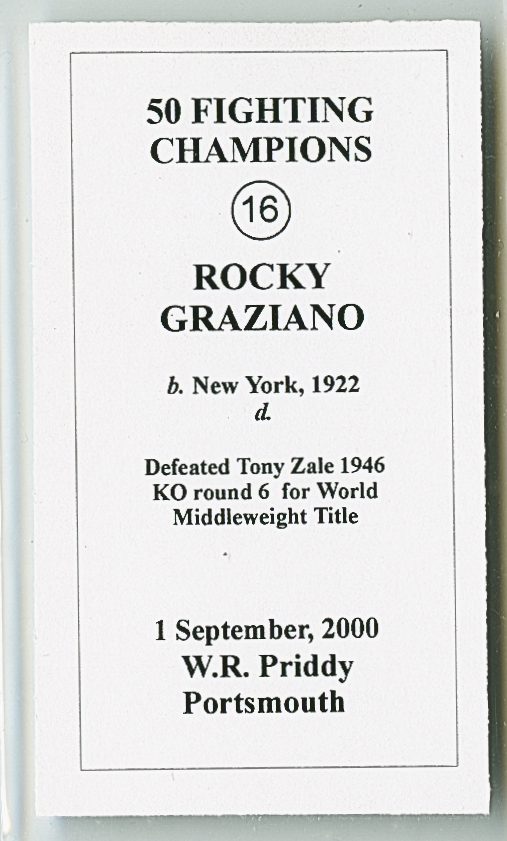 50 FIGHTING
CHAMPIONS
16
ROCKY
GRAZIANO
b. New York, 1922
d.
Defeated Tony Zale 1946
KO round 6 for World
Middleweight Title
1 September, 2000
W.R. Priddy
Portsmouth